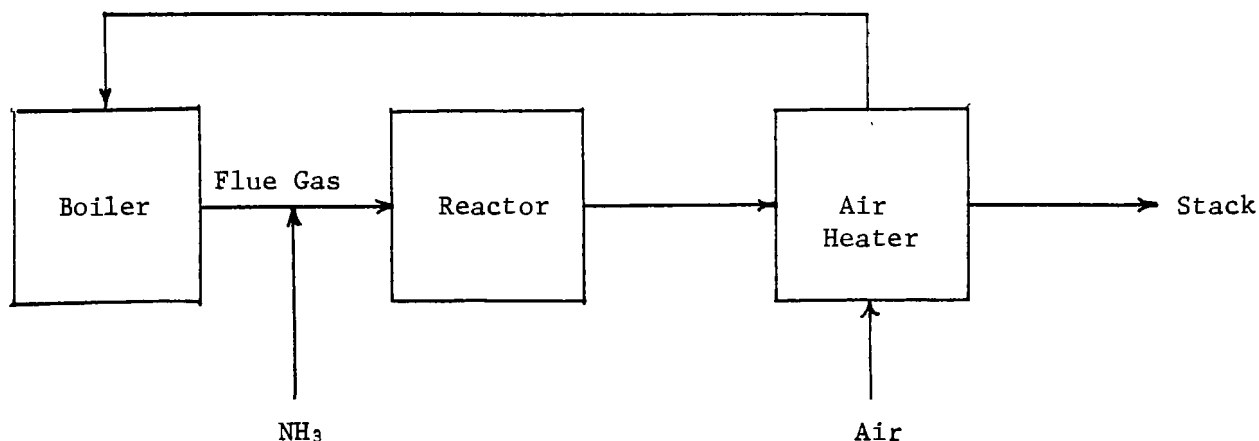 Flue Gas
Boiler
Reactor
Air
Heater
Stack
NH₃
Air